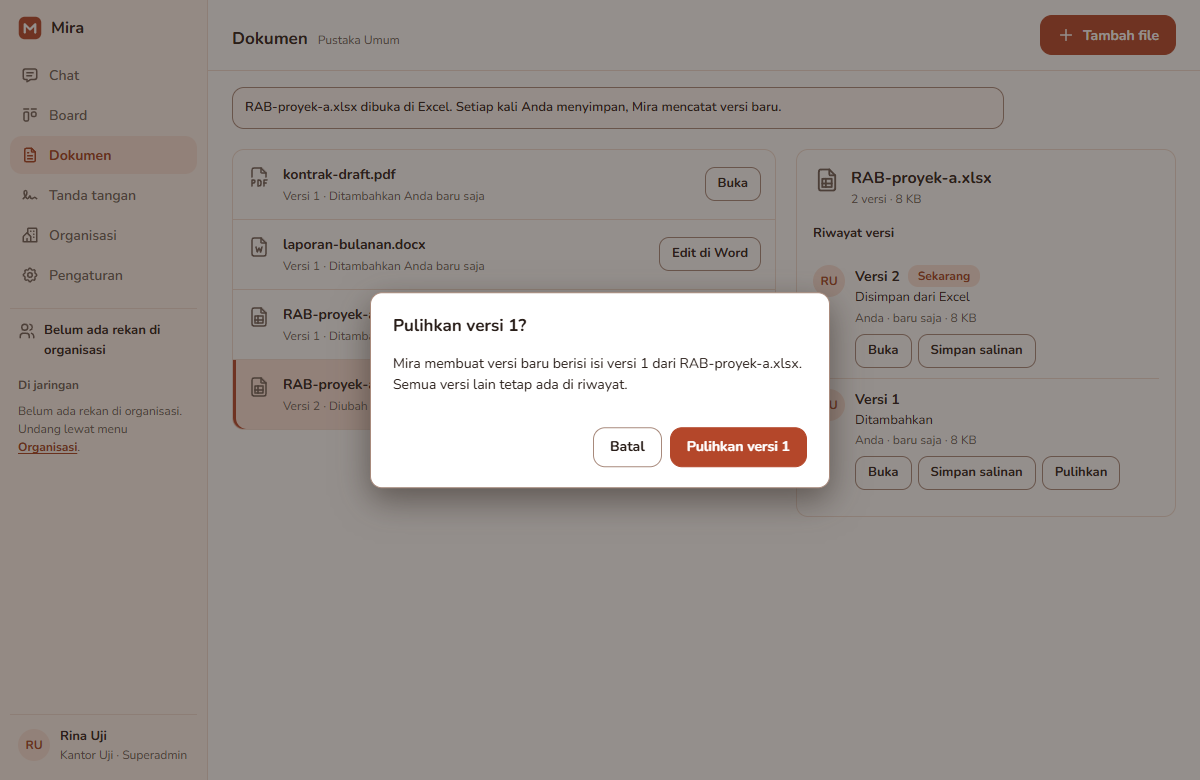 Mira
Chat
Board
Dokumen
Tanda tangan
Organisasi
Pengaturan
Belum ada rekan di
organisasi
Di jaringan
Belum ada rekan di organisasi.
Undang lewat menu
Organisasi.
RU
Rina Uji
Kantor Uji · Superadmin
Dokumen Pustaka Umum
Tambah file
RAB-proyek-a.xlsx dibuka di Excel. Setiap kali Anda menyimpan, Mira mencatat versi baru.
PDF
kontrak-draft.pdf
Versi 1 · Ditambahkan Anda baru saja
Buka
W
laporan-bulanan.docx
Versi 1 · Ditambahkan Anda baru saja
Edit di Word
RAB-proyek-
Versi 1 ·
RAB-proyek-
Versi 2 · Diubah
Pulihkan versi 1?
Mira membuat versi baru berisi isi versi 1 dari RAB-proyek-a.xlsx.
Semua versi lain tetap ada di riwayat.
Batal
Pulihkan versi 1
RAB-proyek-a.xlsx
2 versi · 8 KB
Riwayat versi
RU
Versi 2 Sekarang
Disimpan dari Excel
Anda · baru saja · 8 KB
Buka
Simpan salinan
Versi 1
Ditambahkan
Anda · baru saja · 8 KB
Buka
Simpan salinan
Pulihkan